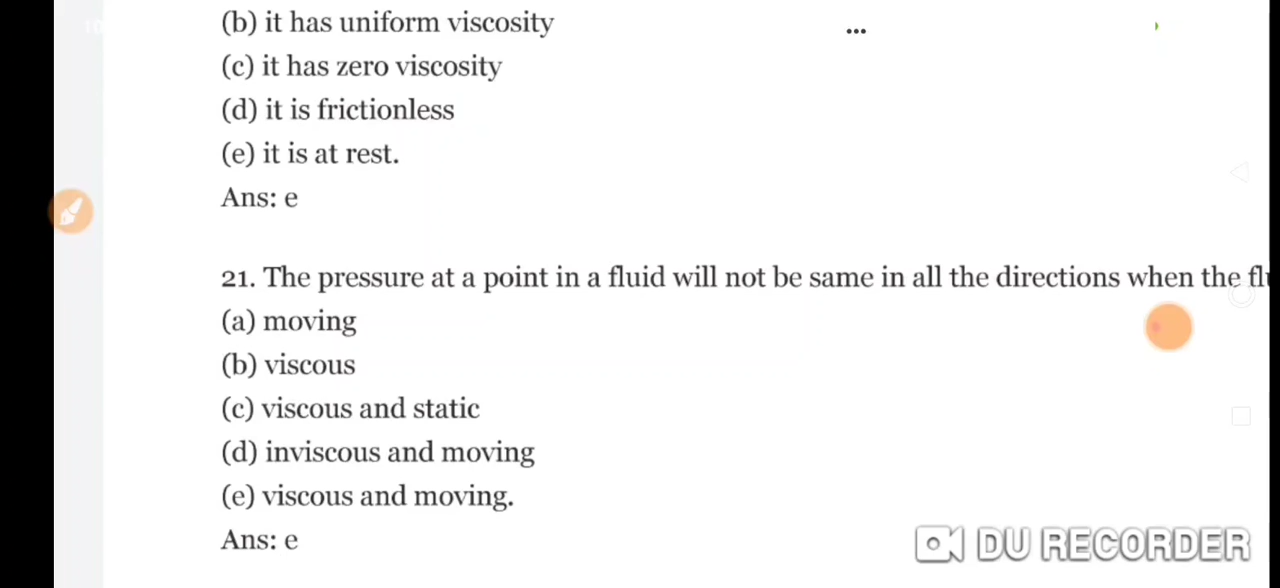 (b) it has uniform viscosity
(c) it has zero viscosity
(d) it is frictionless
(e) it is at rest.
Ans: e
21. The pressure at a point in a fluid will not be same in all the directions when the
(a) moving
(b) viscous
(c) viscous and static
(d) inviscous and moving
(e) viscous and moving.
Ans: e
DU RECORDER